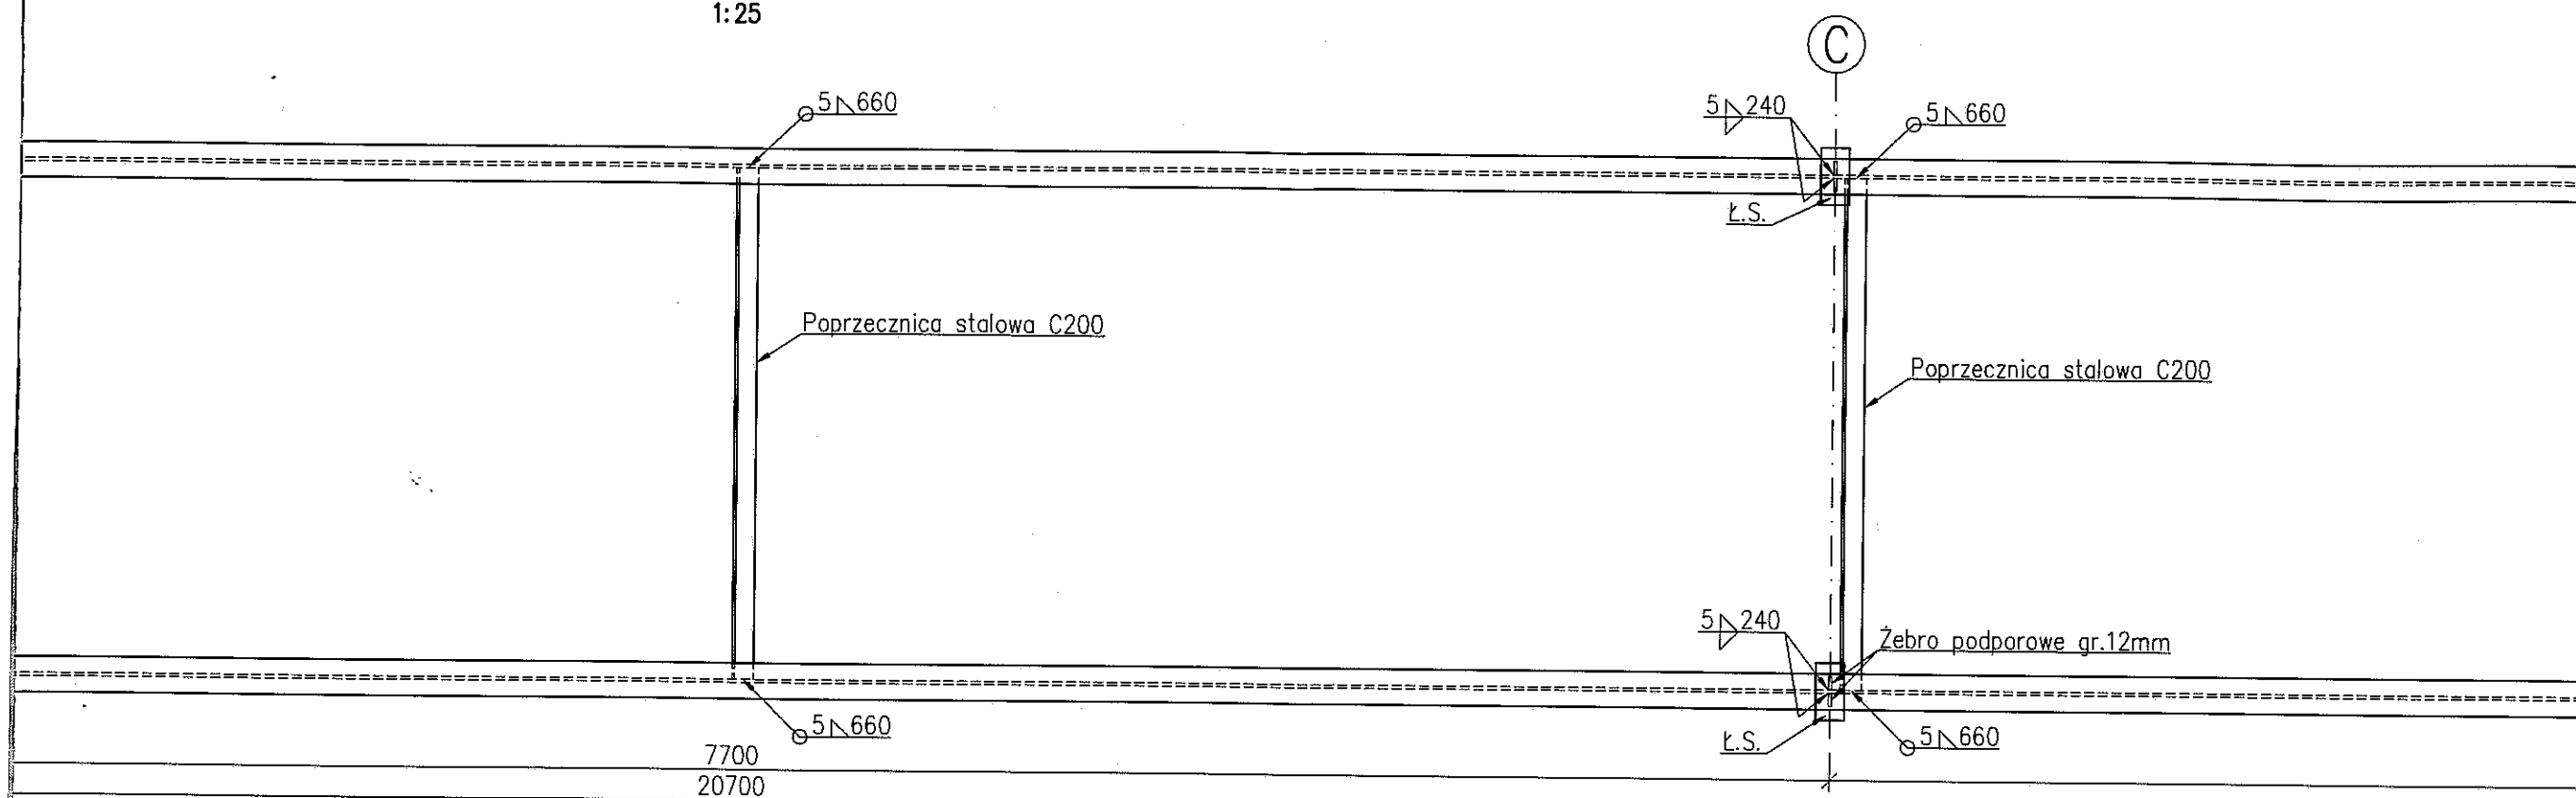 1:25
C
5 660
5 240
5 660
Ł.S.
Poprzecznica stalowa C200
Poprzecznica stalowa C200
5 240
Żebro podporowe gr.12mm
5 660
Ł.S.
5 660
7700
20700